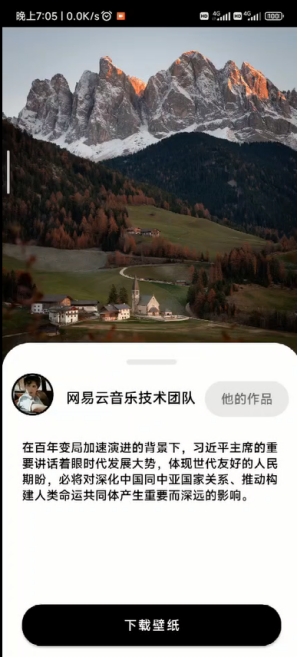 晚上7:05 | 0.0K/s
HD 4G HD 4G 100
网易云音乐技术团队
他的作品
在百年变局加速演进的背景下，习近平主席的重
要讲话着眼时代发展大势，体现世代友好的人民
期盼，必将对深化中国同中亚国家关系、推动构
建人类命运共同体产生重要而深远的影响。
下载壁纸